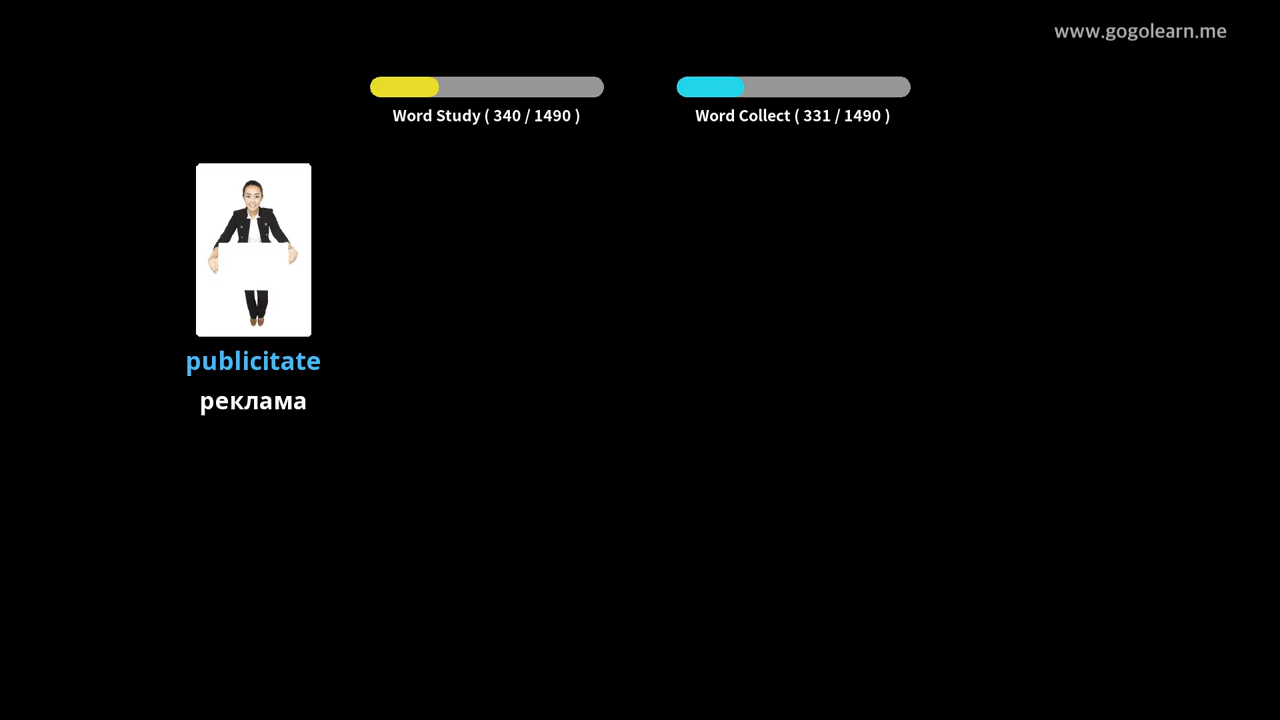 www.gogolearn.me
Word Study ( 340 / 1490 )
Word Collect ( 331 / 1490 )
publicitate
реклама